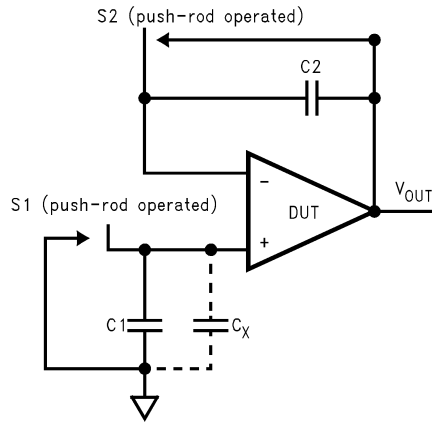 S2 (push-rod operated)
C2
−
DUT
VOUT
S1 (push-rod operated)
+
C1
CX